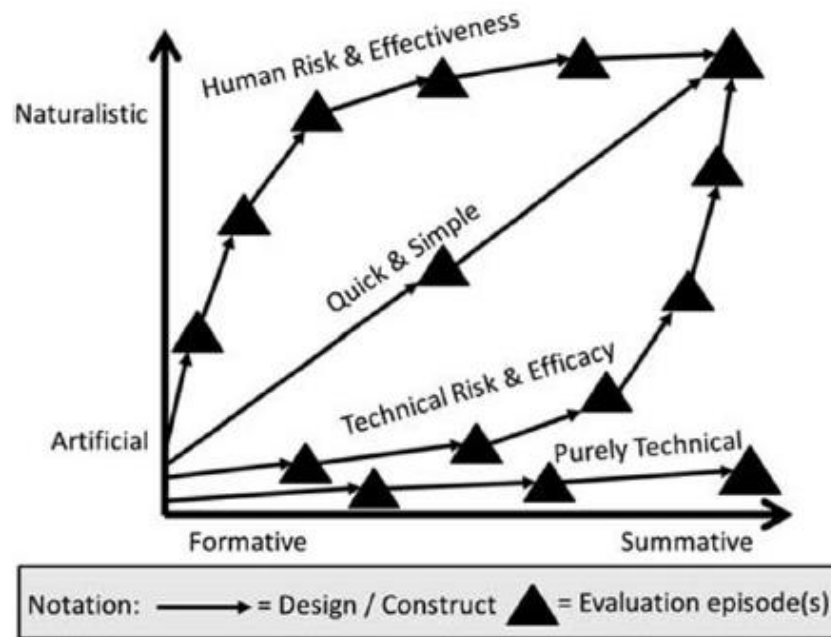 Human Risk & Effectiveness
Naturalistic
Quick & Simple
Technical Risk & Efficacy
Artificial
Purely Technical
Formative
Summative
Notation:
= Design / Construct
= Evaluation episode(s)